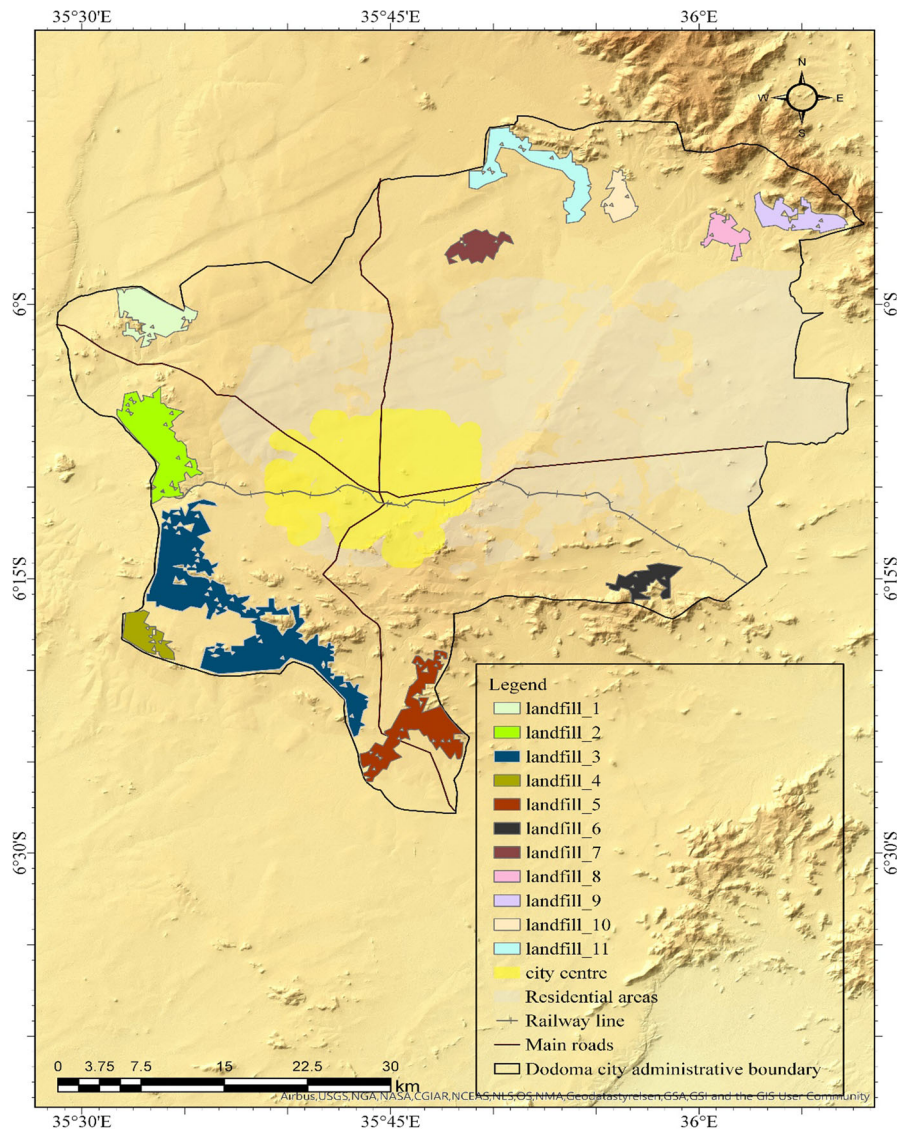 35°30'E 35°45'E 36°E
N
W E
S
6°S 6°S
6°15'S 6°15'S
Legend
landfill_1
landfill_2
landfill_3
landfill_4
landfill_5
landfill_6
landfill_7
landfill_8
landfill_9
landfill_10
landfill_11
city centre
Residential areas
Railway line
Main roads
Dodoma city administrative boundary
6°30'S 6°30'S
0 3.75 7.5 15 22.5 30
km
Airbus,USGS,NGA,NASA,CGIAR,NCEAS,NLS,OS,NMA,Geodatastyrelsen,GSA,GSI and the GIS User Community
35°30'E 35°45'E 36°E